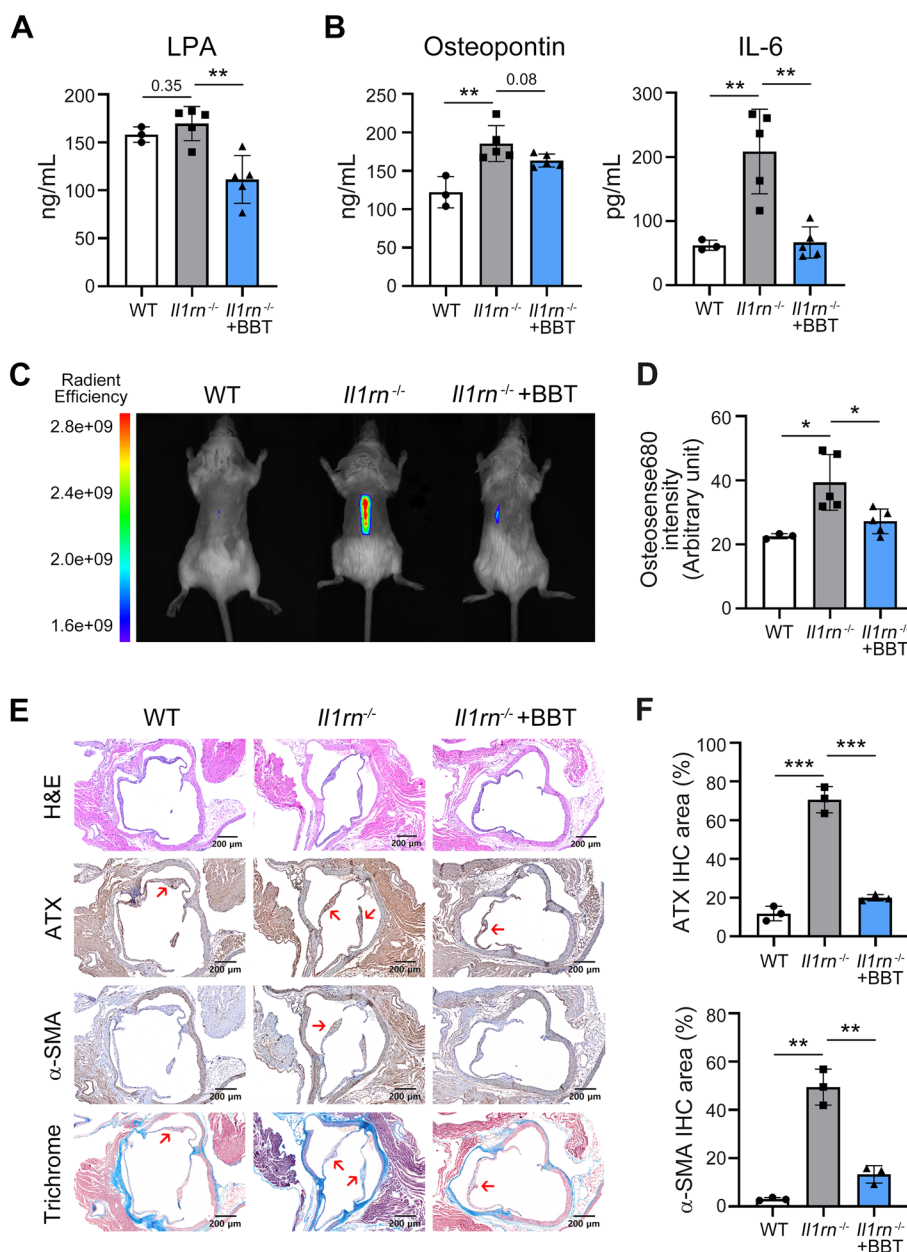 A
LPA
ng/mL
200
150
100
50
0
0.35
**
WT
Il1rn-/-
Il1rn-/-
+BBT
B
Osteopontin
ng/mL
250
200
150
100
50
0
**
0.08
WT
Il1rn-/-
Il1rn-/-
+BBT
IL-6
pg/mL
300
200
100
0
**
**
WT
Il1rn-/-
Il1rn-/-
+BBT
C
Radient
Efficiency
2.8e+09
2.4e+09
2.0e+09
1.6e+09
WT
Il1rn-/-
Il1rn-/- +BBT
D
Osteosense680
intensity
(Arbitrary unit)
60
40
20
0
*
*
WT
Il1rn-/-
Il1rn-/-
+BBT
E
WT
Il1rn-/-
Il1rn-/- +BBT
H&E
200 μm
200 μm
200 μm
ATX
200 μm
200 μm
200 μm
α-SMA
200 μm
200 μm
200 μm
Trichrome
200 μm
200 μm
200 μm
F
ATX IHC area (%)
100
80
60
40
20
0
***
***
WT
Il1rn-/-
Il1rn-/-
+BBT
α-SMA IHC area (%)
80
60
40
20
0
**
**
WT
Il1rn-/-
Il1rn-/-
+BBT